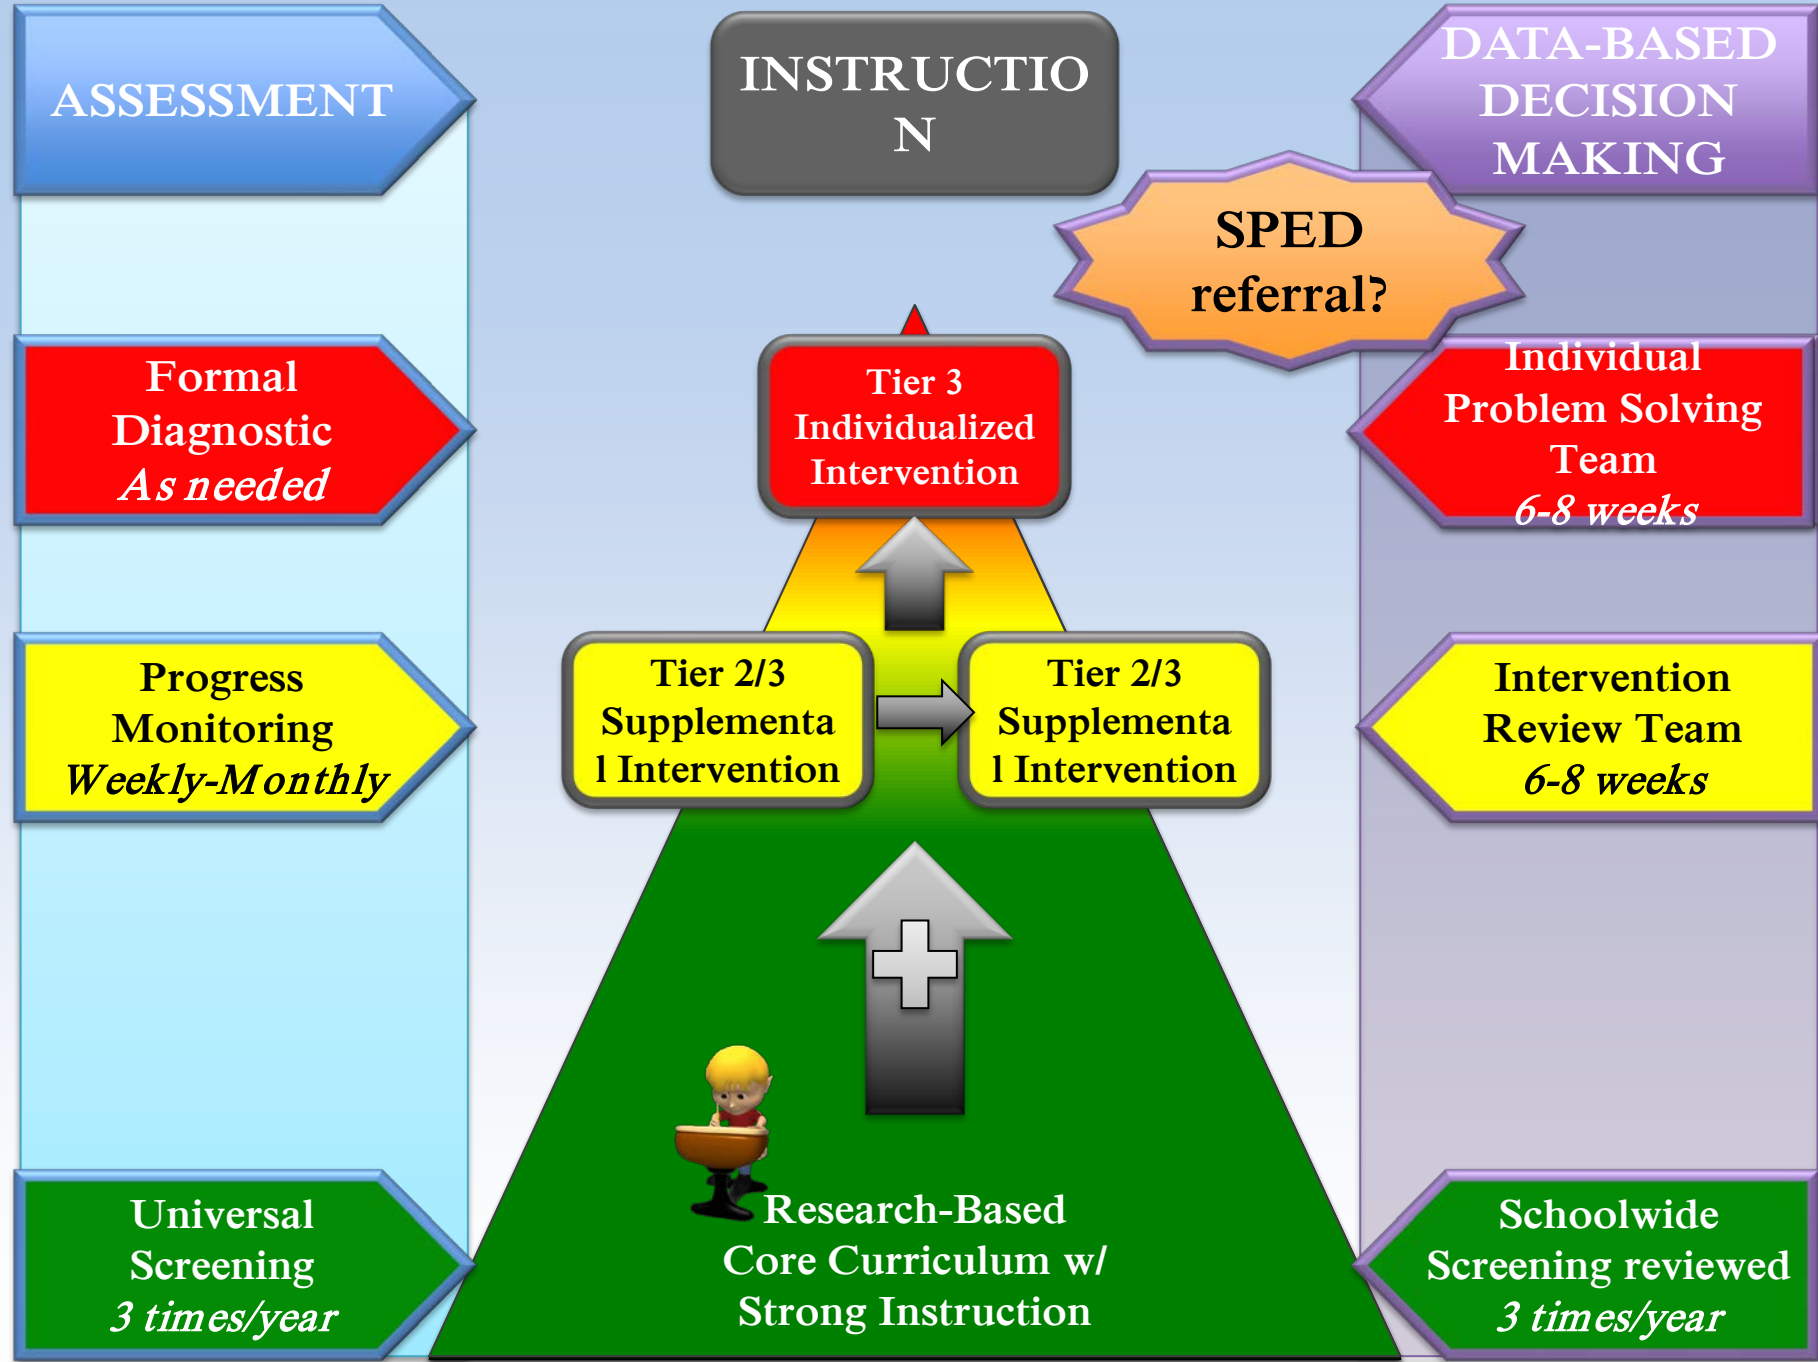 ASSESSMENT
INSTRUCTIO
N
DATA-BASED
DECISION
MAKING
SPED
referral?
Formal
Diagnostic
As needed
Tier 3
Individualized
Intervention
Individual
Problem Solving
Team
6-8 weeks
Progress
Monitoring
Weekly-Monthly
Tier 2/3
Supplementa
l Intervention
Tier 2/3
Supplementa
l Intervention
Intervention
Review Team
6-8 weeks
Universal
Screening
3 times/year
Research-Based
Core Curriculum w/
Strong Instruction
Schoolwide
Screening reviewed
3 times/year